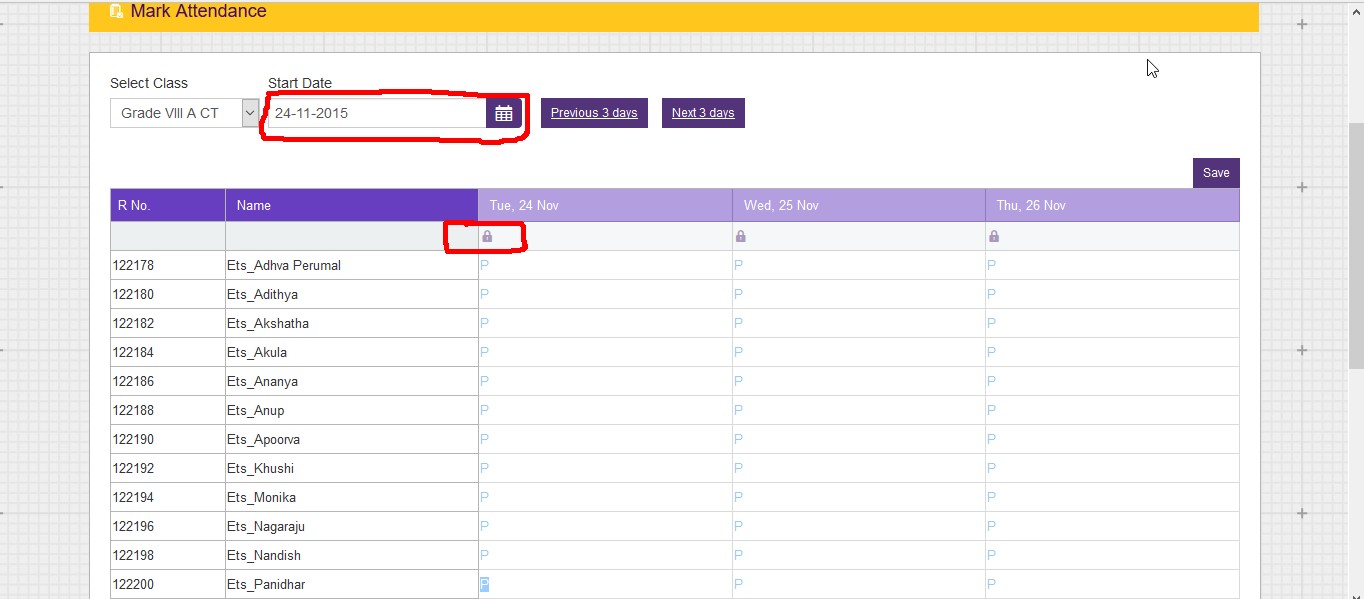 Mark Attendance
Select Class Start Date
Grade VIII A CT 24-11-2015 Previous 3 days Next 3 days
Save
R No. Name Tue, 24 Nov Wed, 25 Nov Thu, 26 Nov
122178 Ets_Adhva Perumal P P P
122180 Ets_Adithya P P P
122182 Ets_Akshatha P P P
122184 Ets_Akula P P P
122186 Ets_Ananya P P P
122188 Ets_Anup P P P
122190 Ets_Apoorva P P P
122192 Ets_Khushi P P P
122194 Ets_Monika P P P
122196 Ets_Nagaraju P P P
122198 Ets_Nandish P P P
122200 Ets_Panidhar P P P